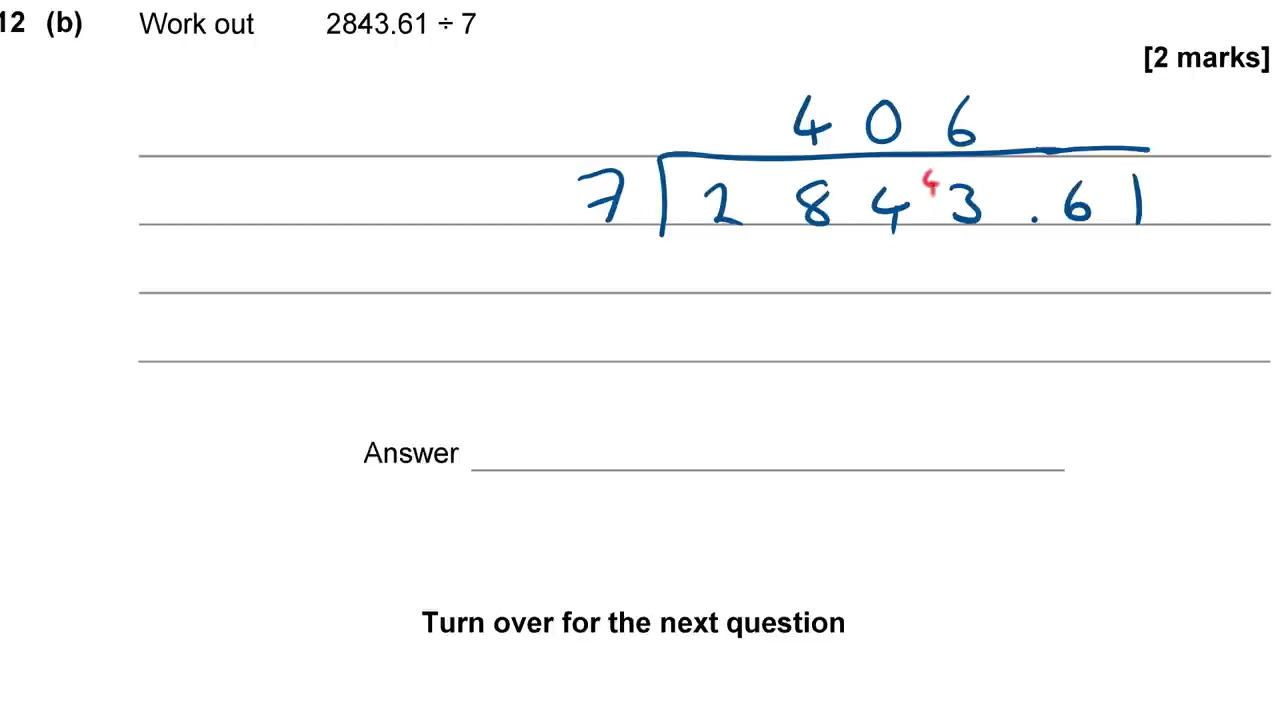 12 (b) Work out 2843.61 ÷ 7
[2 marks]
4 0 6
7 2 8 4 4 3 . 6 1
Answer
Turn over for the next question